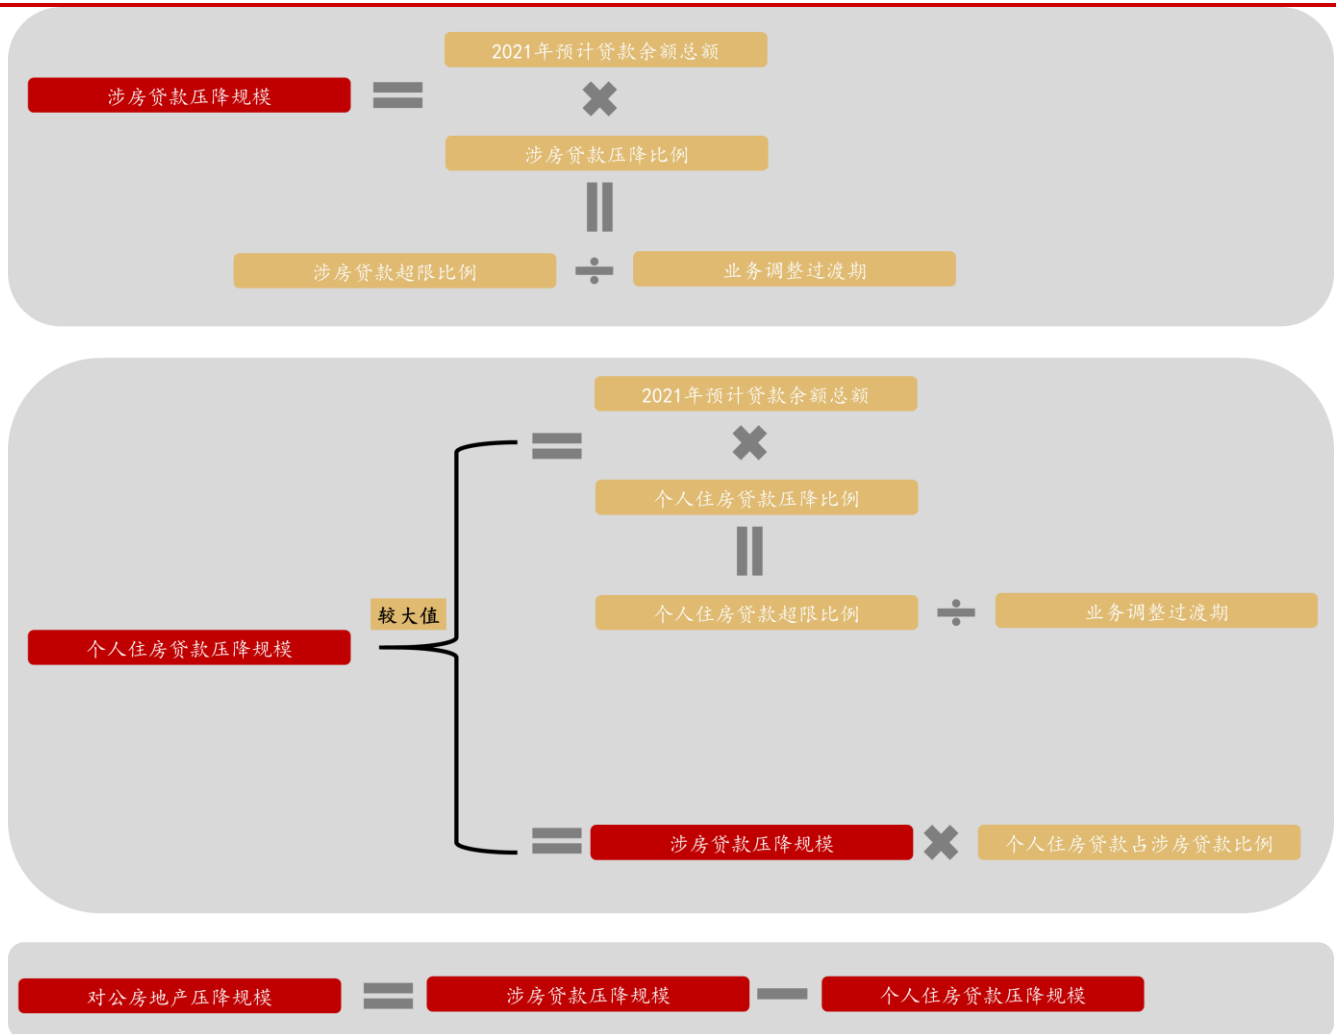 2021年预计贷款余额总额
涉房贷款压降规模
涉房贷款压降比例
涉房贷款超限比例
业务调整过渡期
2021年预计贷款余额总额
个人住房贷款压降比例
较大值
个人住房贷款超限比例
业务调整过渡期
个人住房贷款压降规模
涉房贷款压降规模
个人住房贷款占涉房贷款比例
对公房地产压降规模
涉房贷款压降规模
个人住房贷款压降规模